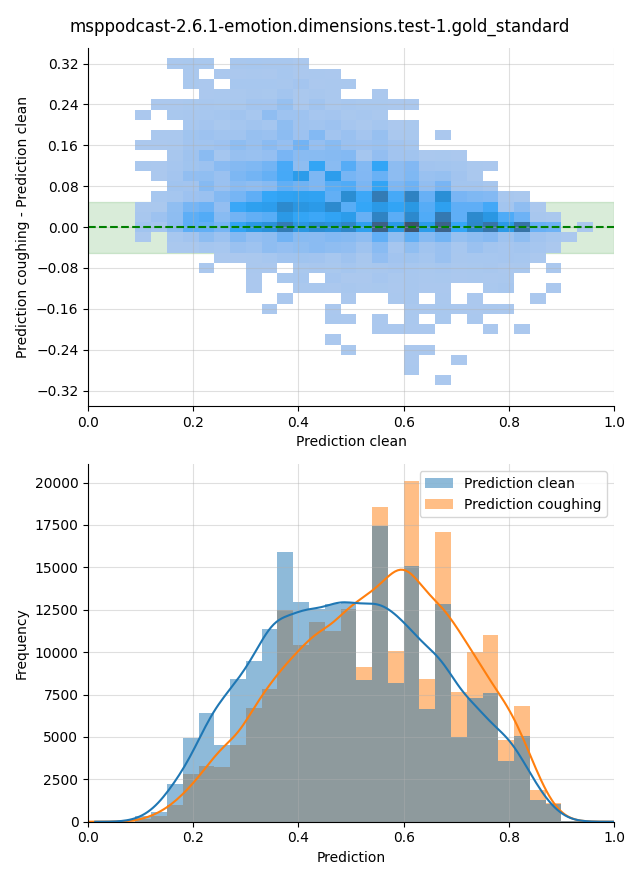 msppodcast-2.6.1-emotion.dimensions.test-1.gold_standard
0.32
0.24
0.16
0.08
0.00
−0.08
−0.16
−0.24
−0.32
Prediction coughing - Prediction clean
0.0 0.2 0.4 0.6 0.8 1.0
Prediction clean
Prediction clean
Prediction coughing
20000
17500
15000
12500
10000
7500
5000
2500
0
Frequency
0.0 0.2 0.4 0.6 0.8 1.0
Prediction